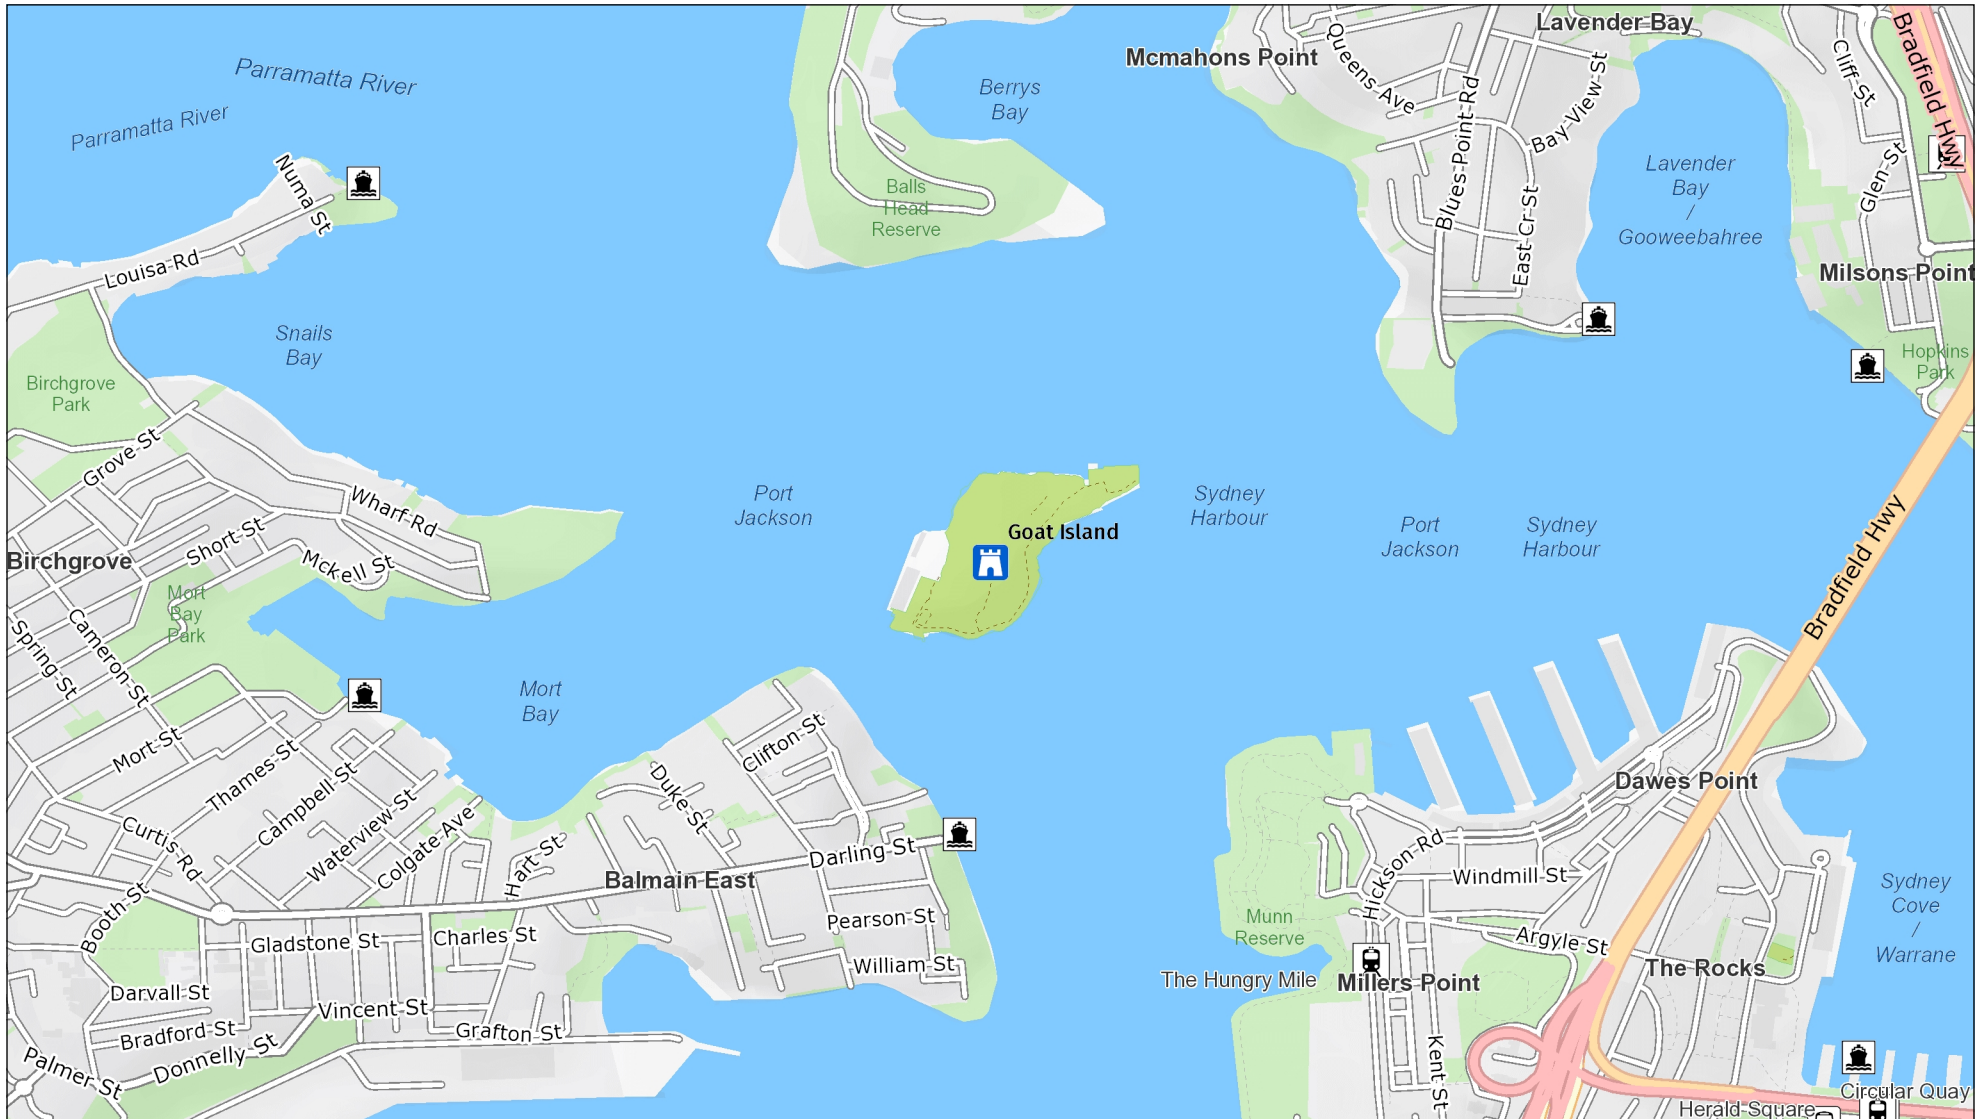 Parramatta River
Parramatta River
Numa St
Louisa Rd
Snails
Bay
Birchgrove
Park
Grove St
Wharf Rd
Short St
Mckell St
Birchgrove
Mort
Bay
Park
Cameron St
Spring St
Mort St
Thames St
Campbell St
Curtis Rd
Waterview St
Colgate Ave
Booth St
Hart St
Gladstone St
Charles St
Darvall St
Vincent St
Bradford St
Donnelly St
Grafton St
Palmer St
Mort
Bay
Duke St
Clifton St
Darling St
Balmain East
Pearson St
William St
Berrys
Bay
Balls
Head
Reserve
Port
Jackson
Goat Island
Sydney
Harbour
Port
Jackson
Sydney
Harbour
Mcmahons Point
Lavender Bay
Queens Ave
Blues Point Rd
Bay View St
East Cr St
Lavender
Bay
/
Gooweebahree
Cliff St
Glen St
Bradfield Hwy
Milsons Point
Hopkins
Park
Bradfield Hwy
Dawes Point
Hickson Rd
Windmill St
Argyle St
Munn
Reserve
The Hungry Mile
Millers Point
The Rocks
Kent St
Sydney
Cove
/
Warrane
Circular Quay
Herald Square